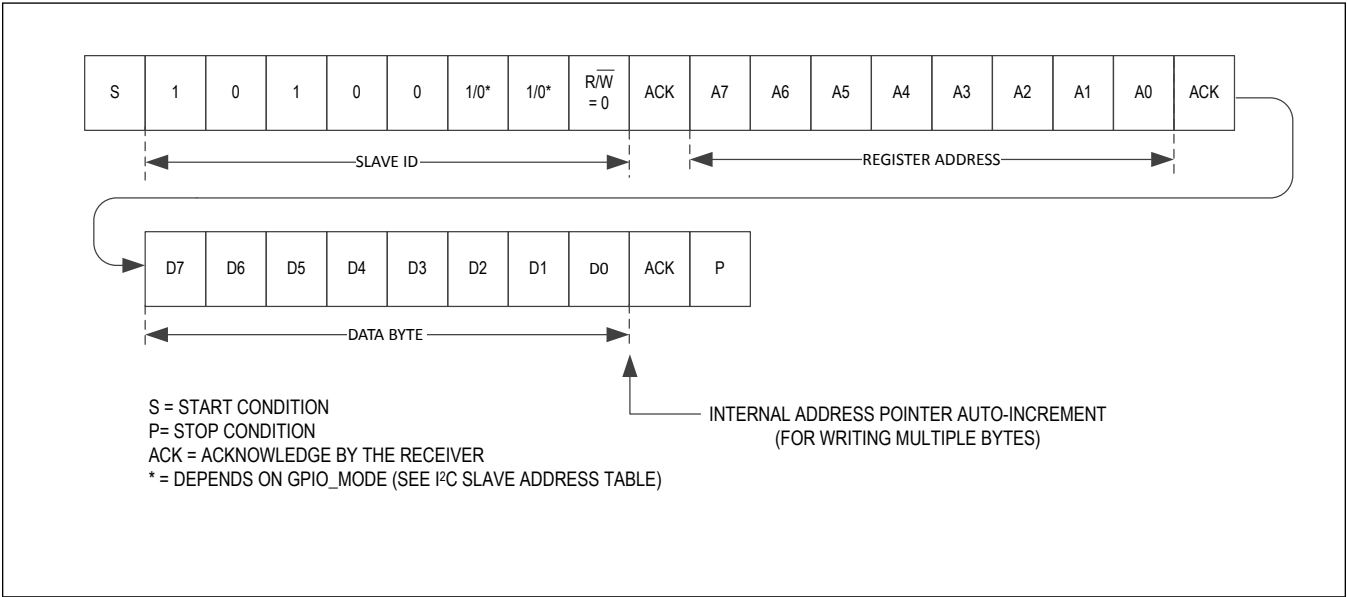 S 1 0 1 0 0 1/0* 1/0* R/W̅ = 0 ACK A7 A6 A5 A4 A3 A2 A1 A0 ACK
SLAVE ID REGISTER ADDRESS
D7 D6 D5 D4 D3 D2 D1 D0 ACK P
DATA BYTE
S = START CONDITION
P= STOP CONDITION
ACK = ACKNOWLEDGE BY THE RECEIVER
* = DEPENDS ON GPIO_MODE (SEE I²C SLAVE ADDRESS TABLE)
INTERNAL ADDRESS POINTER AUTO-INCREMENT
(FOR WRITING MULTIPLE BYTES)